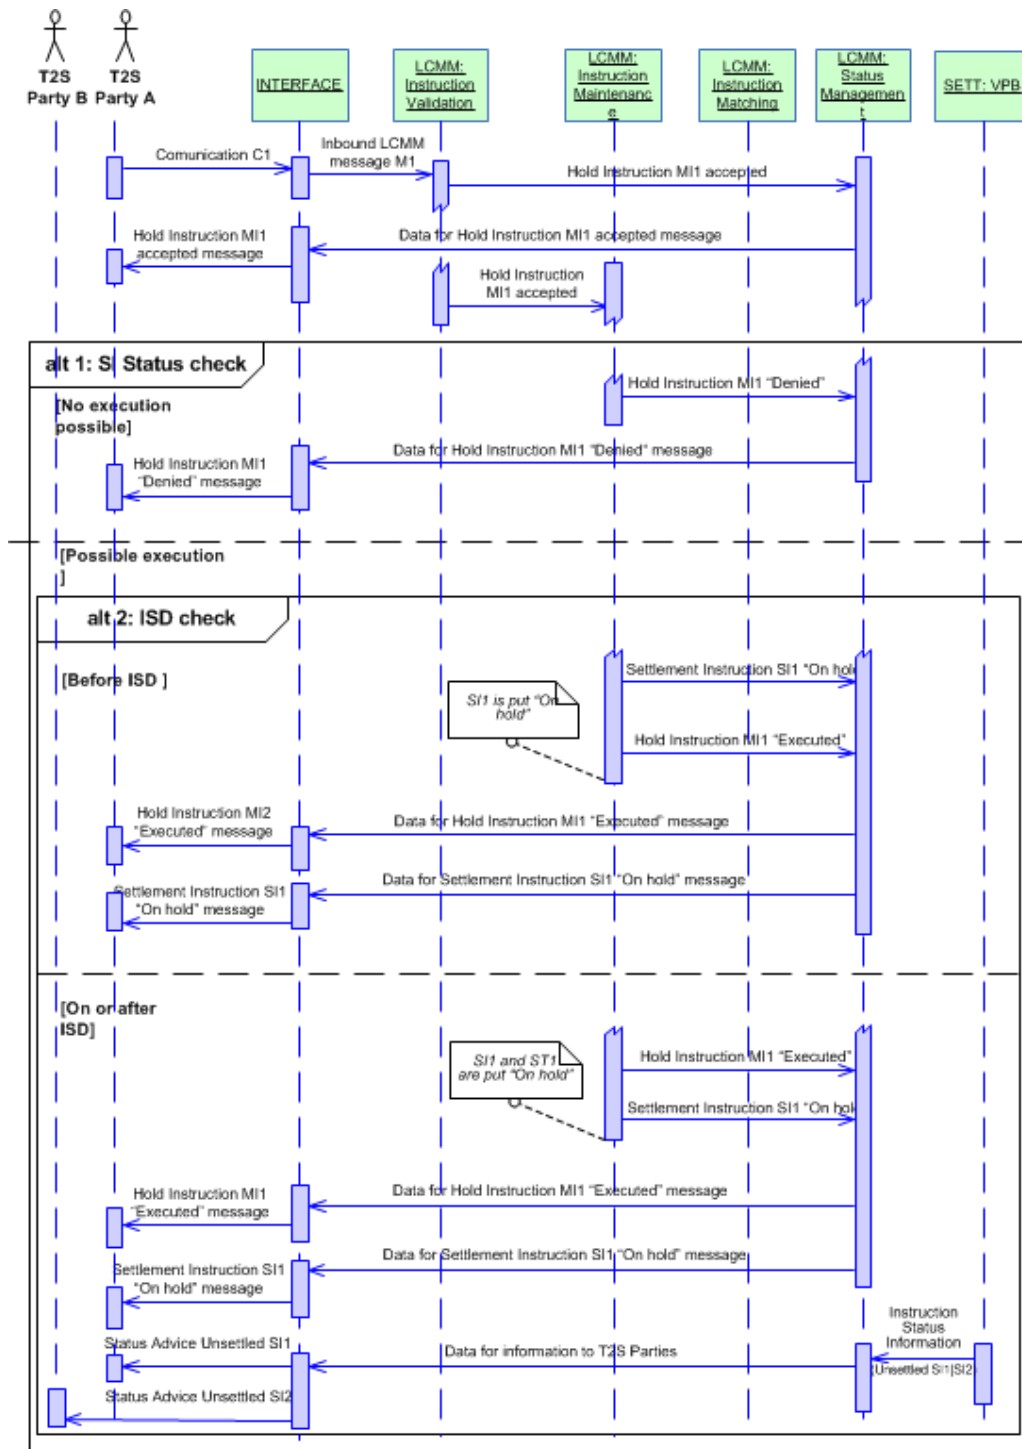 T2S
Party B
T2S
Party A
INTERFACE
LCMM:
Instruction
Validation
LCMM:
Instruction
Maintenanc
e
LCMM:
Instruction
Matching
LCMM:
Status
Managemen
t
SETT: VPB
Comunication C1
Inbound LCMM
message M1
Hold Instruction MI1 accepted
Data for Hold Instruction MI1 accepted message
Hold Instruction MI1
accepted message
Hold Instruction
MI1 accepted
alt 1: SI Status check
[No execution
possible]
Hold Instruction MI1 “Denied”
Data for Hold Instruction MI1 “Denied” message
Hold Instruction MI1
“Denied” message
[Possible execution
]
alt 2: ISD check
[Before ISD ]
Settlement Instruction SI1 “On hol
SI1 is put “On
hold”
Hold Instruction MI1 “Executed”
Hold Instruction MI2
“Executed” message
Data for Hold Instruction MI1 “Executed” message
Settlement Instruction SI1
“On hold” message
Data for Settlement Instruction SI1 “On hold” message
[On or after
ISD]
SI1 and ST1
are put “On hold”
Hold Instruction MI1 “Executed”
Settlement Instruction SI1 “On hol
Hold Instruction MI1
“Executed” message
Data for Hold Instruction MI1 “Executed” message
Settlement Instruction SI1
“On hold” message
Data for Settlement Instruction SI1 “On hold” message
Instruction
Status
Information
(Unsettled SI1|SI2)
Status Advice Unsettled SI1
Data for information to T2S Parties
Status Advice Unsettled SI2